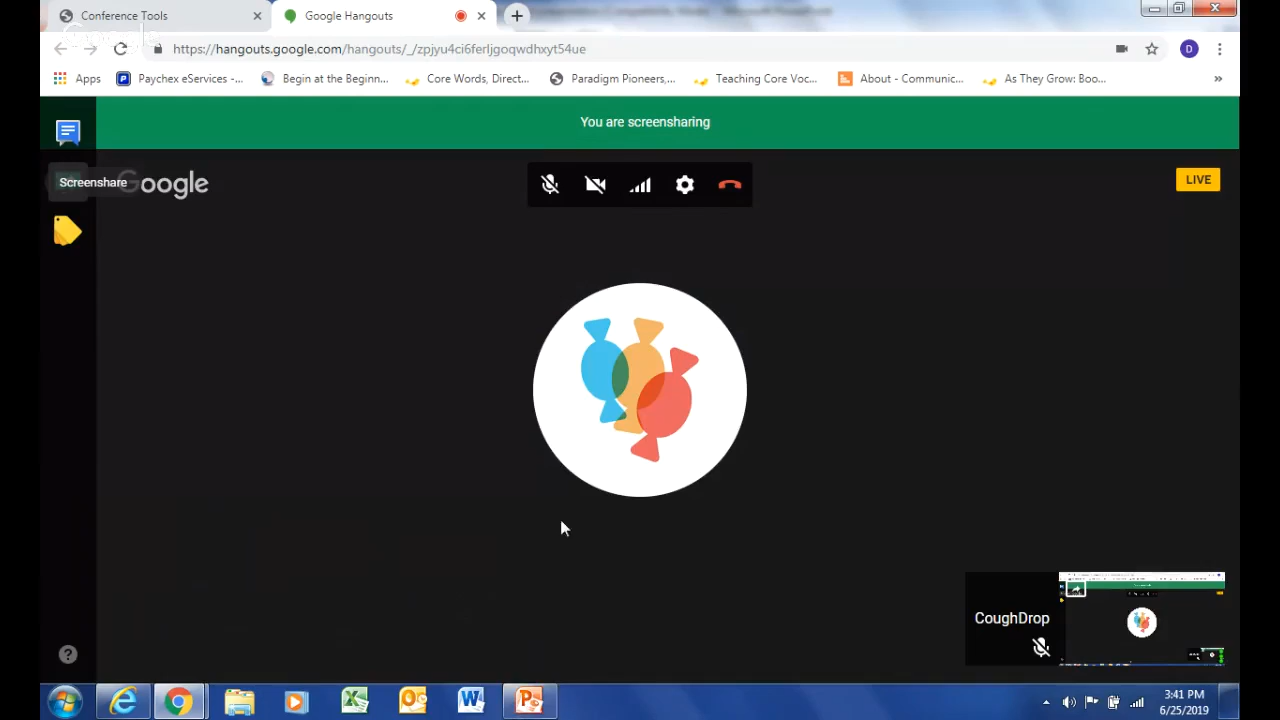 Conference Tools
Google Hangouts
https://hangouts.google.com/hangouts/_/zpjyu4ci6ferljgoqwdhxyt54ue
D
Apps
Paychex eServices -...
Begin at the Beginn...
Core Words, Direct...
Paradigm Pioneers,...
Teaching Core Voc...
About - Communic...
As They Grow: Boo...
You are screensharing
Screenshare
Google
LIVE
CoughDrop
3:41 PM
6/25/2019